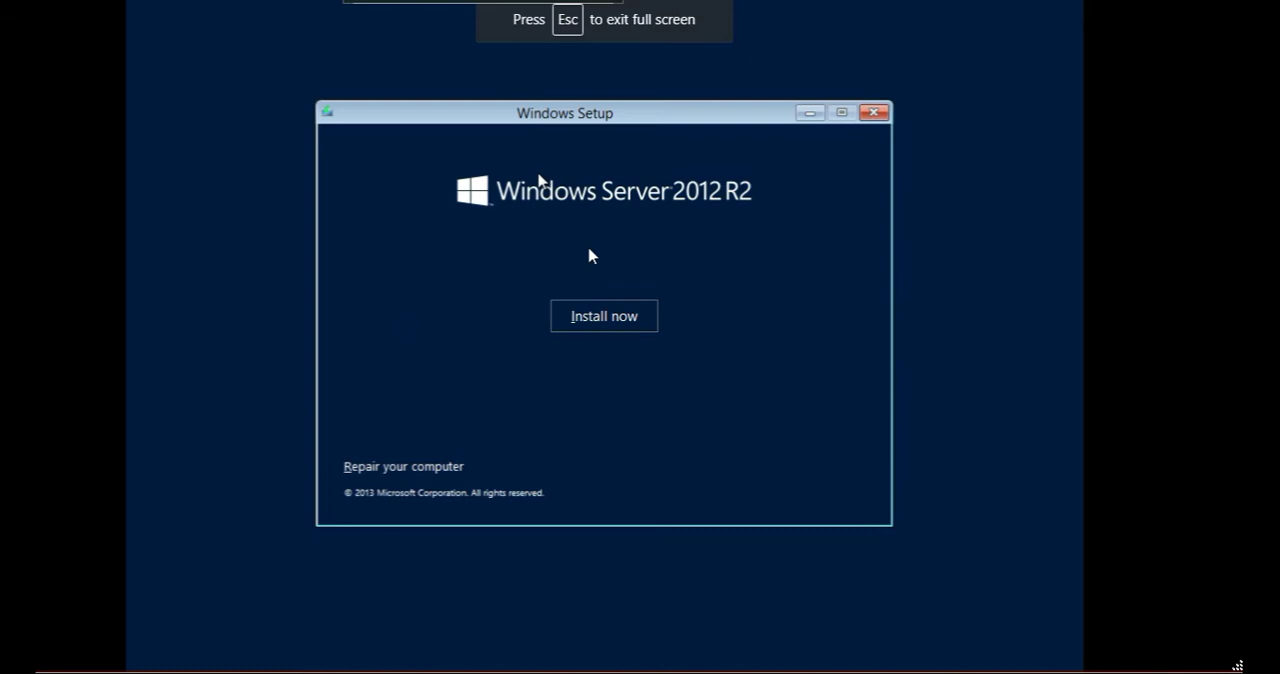 Press Esc to exit full screen
Windows Setup
Windows Server 2012 R2
Install now
Repair your computer
© 2013 Microsoft Corporation. All rights reserved.